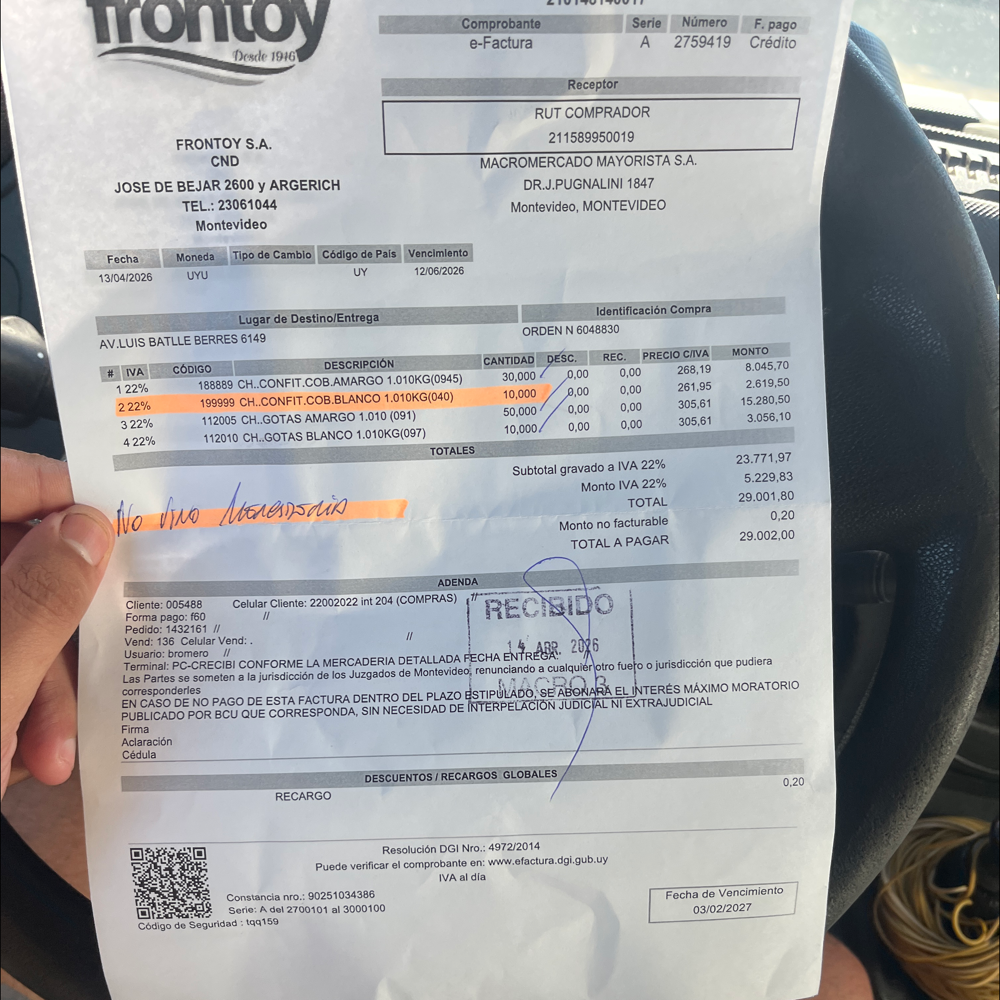 frontoy
Desde 1916
Comprobante Serie Número F. pago
e-Factura A 2759419 Crédito
Receptor
RUT COMPRADOR
211589950019
MACROMERCADO MAYORISTA S.A.
DR.J.PUGNALINI 1847
Montevideo, MONTEVIDEO
FRONTOY S.A.
CND
JOSE DE BEJAR 2600 y ARGERICH
TEL.: 23061044
Montevideo
Fecha Moneda Tipo de Cambio Código de País Vencimiento
13/04/2026 UYU UY 12/06/2026
Lugar de Destino/Entrega Identificación Compra
AV.LUIS BATLLE BERRES 6149 ORDEN N 6048830
# IVA CÓDIGO DESCRIPCIÓN CANTIDAD DESC. REC. PRECIO C/IVA MONTO
1 22% 188889 CH..CONFIT.COB.AMARGO 1.010KG(0945) 30,000 0,00 0,00 268,19 8.045,70
2 22% 199999 CH..CONFIT.COB.BLANCO 1.010KG(040) 10,000 0,00 0,00 261,95 2.619,50
3 22% 112005 CH..GOTAS AMARGO 1.010 (091) 50,000 0,00 0,00 305,61 15.280,50
4 22% 112010 CH..GOTAS BLANCO 1.010KG(097) 10,000 0,00 0,00 305,61 3.056,10
TOTALES
Subtotal gravado a IVA 22% 23.771,97
Monto IVA 22% 5.229,83
TOTAL 29.001,80
Monto no facturable 0,20
TOTAL A PAGAR 29.002,00
No vino Mercadería
ADENDA
Cliente: 005488 Celular Cliente: 22002022 int 204 (COMPRAS) //
Forma pago: f60 //
Pedido: 1432161 //
Vend: 136 Celular Vend: . //
Usuario: bromero //
Terminal: PC-CRECIBI CONFORME LA MERCADERIA DETALLADA FECHA ENTREGA:
Las Partes se someten a la jurisdicción de los Juzgados de Montevideo, renunciando a cualquier otro fuero o jurisdicción que pudiera
corresponderles
EN CASO DE NO PAGO DE ESTA FACTURA DENTRO DEL PLAZO ESTIPULADO, SE ABONARÁ EL INTERÉS MÁXIMO MORATORIO
PUBLICADO POR BCU QUE CORRESPONDA, SIN NECESIDAD DE INTERPELACIÓN JUDICIAL NI EXTRAJUDICIAL
Firma
Aclaración
Cédula
RECIBIDO
14 ABR. 2026
MACRO 3
DESCUENTOS / RECARGOS GLOBALES
RECARGO 0,20
Resolución DGI Nro.: 4972/2014
Puede verificar el comprobante en: www.efactura.dgi.gub.uy
IVA al día
Constancia nro.: 90251034386
Serie: A del 2700101 al 3000100
Código de Seguridad : tqq159
Fecha de Vencimiento
03/02/2027